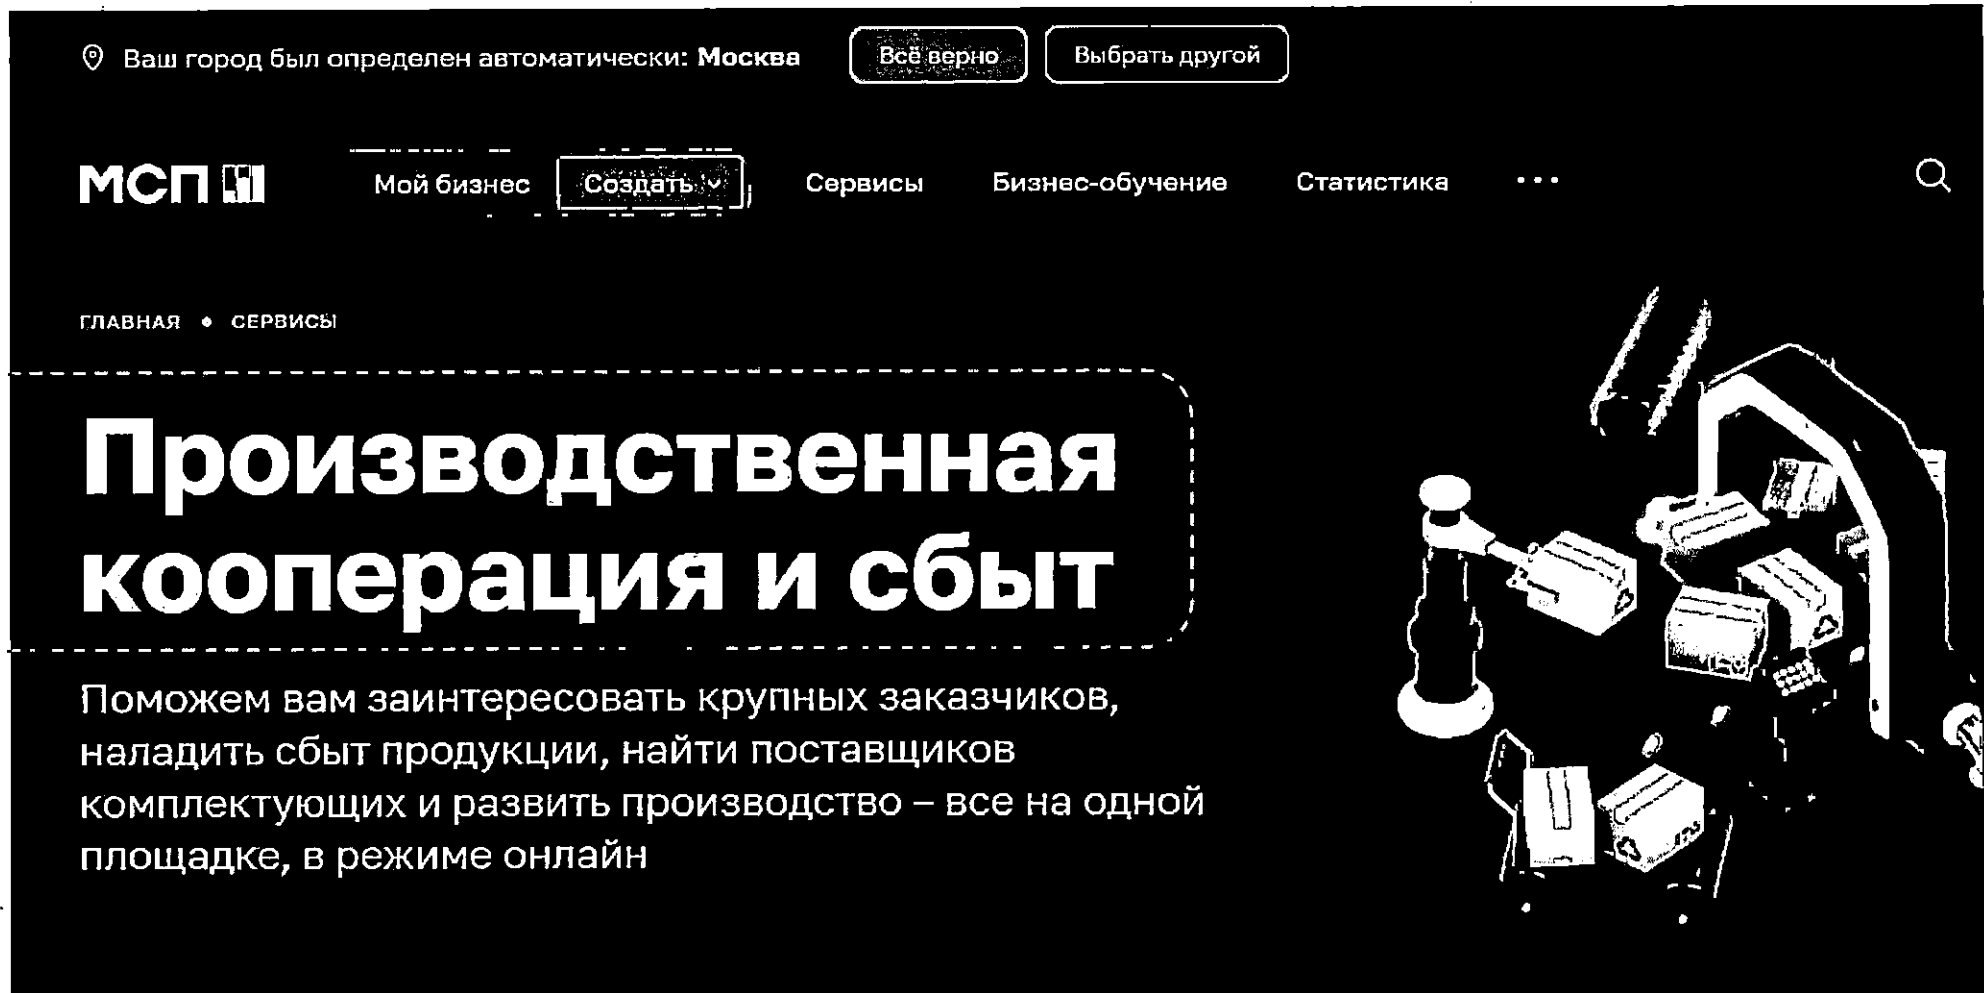 Ваш город был определен автоматически: Москва Всё верно Выбрать другой
МСП Мой бизнес Создать Сервисы Бизнес-обучение Статистика
ГЛАВНАЯ • СЕРВИСЫ
Производственная
кооперация и сбыт
Поможем вам заинтересовать крупных заказчиков,
наладить сбыт продукции, найти поставщиков
комплектующих и развить производство – все на одной
площадке, в режиме онлайн